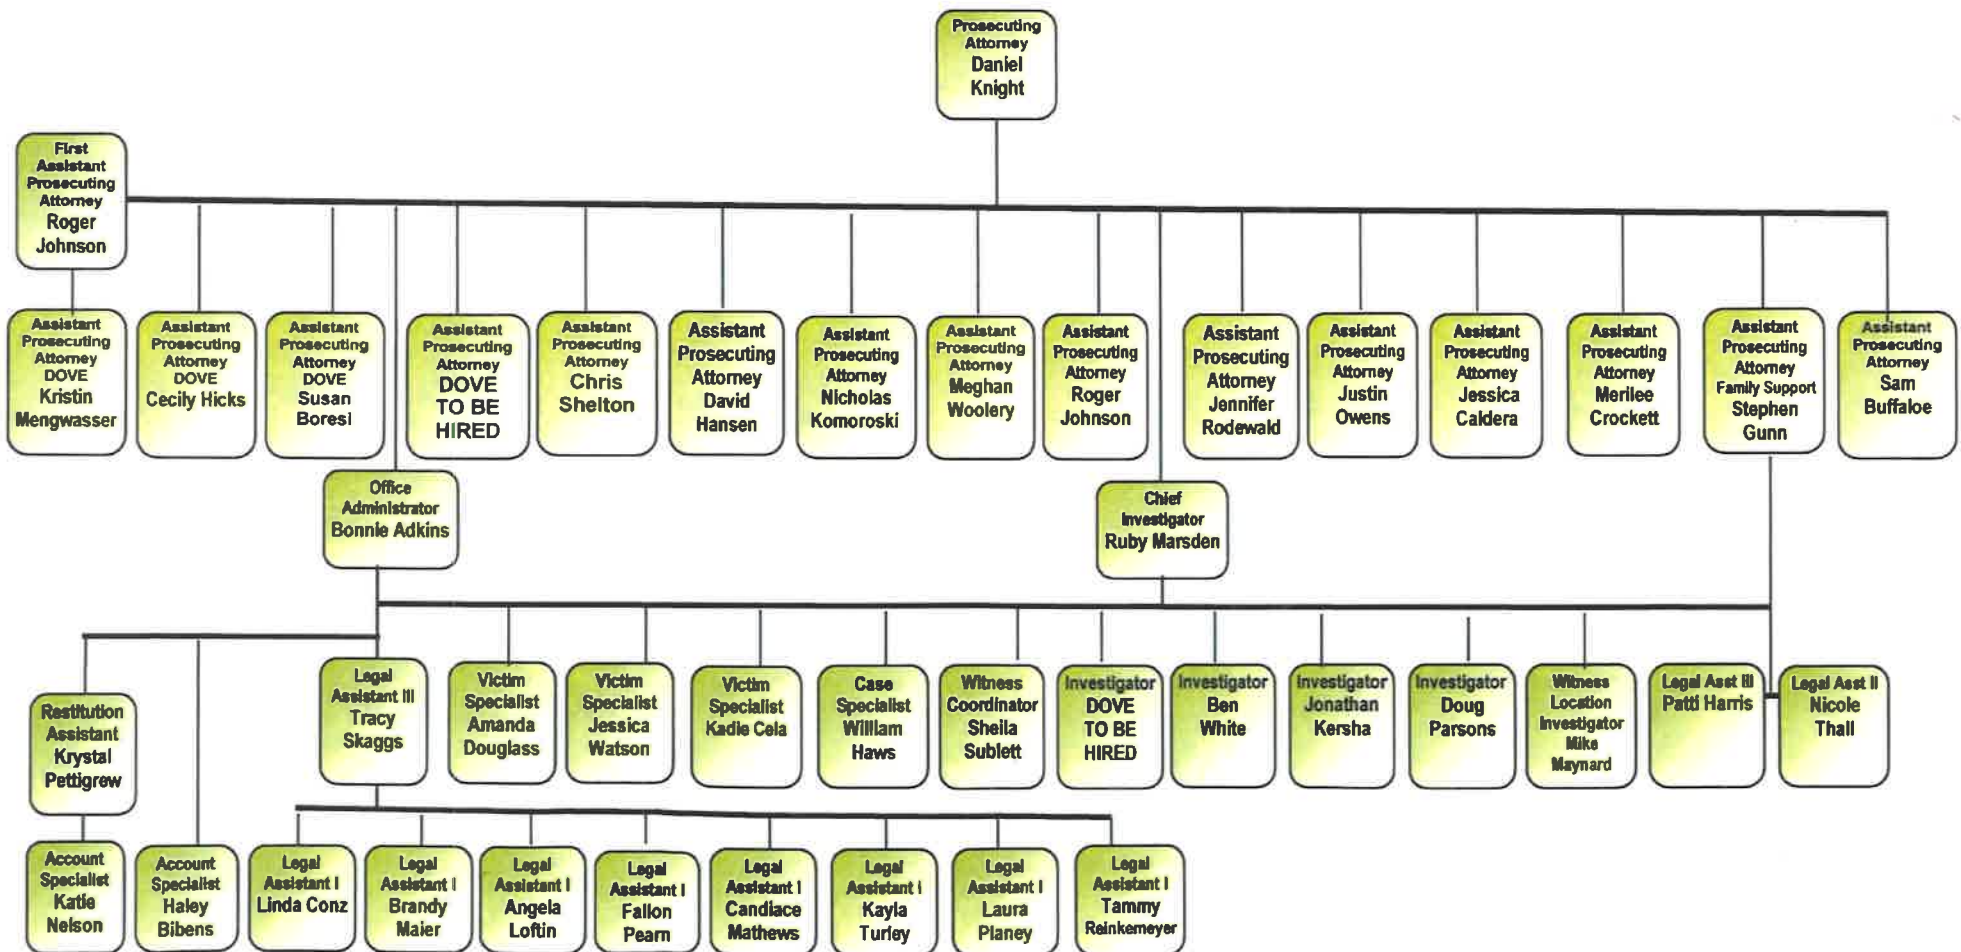 Prosecuting
Attorney
Daniel
Knight
First
Assistant
Prosecuting
Attorney
Roger
Johnson
Assistant
Prosecuting
Attorney
DOVE
Kristin
Mengwasser
Assistant
Prosecuting
Attorney
DOVE
Cecily Hicks
Assistant
Prosecuting
Attorney
DOVE
Susan
Boresi
Assistant
Prosecuting
Attorney
DOVE
TO BE
HIRED
Assistant
Prosecuting
Attorney
Chris
Shelton
Assistant
Prosecuting
Attorney
David
Hansen
Assistant
Prosecuting
Attorney
Nicholas
Komoroski
Assistant
Prosecuting
Attorney
Meghan
Woolery
Assistant
Prosecuting
Attorney
Roger
Johnson
Assistant
Prosecuting
Attorney
Jennifer
Rodewald
Assistant
Prosecuting
Attorney
Justin
Owens
Assistant
Prosecuting
Attorney
Jessica
Caldera
Assistant
Prosecuting
Attorney
Merilee
Crockett
Assistant
Prosecuting
Attorney
Family Support
Stephen
Gunn
Assistant
Prosecuting
Attorney
Sam
Buffaloe
Office
Administrator
Bonnie Adkins
Chief
Investigator
Ruby Marsden
Restitution
Assistant
Krystal
Pettigrew
Legal
Assistant III
Tracy
Skaggs
Victim
Specialist
Amanda
Douglass
Victim
Specialist
Jessica
Watson
Victim
Specialist
Kadie Cela
Case
Specialist
William
Haws
Witness
Coordinator
Sheila
Sublett
Investigator
DOVE
TO BE
HIRED
Investigator
Ben
White
Investigator
Jonathan
Kersha
Investigator
Doug
Parsons
Witness
Location
Investigator
Mike
Maynard
Legal Asst III
Patti Harris
Legal Asst II
Nicole
Thall
Account
Specialist
Katie
Nelson
Account
Specialist
Haley
Bibens
Legal
Assistant I
Linda Conz
Legal
Assistant I
Brandy
Maier
Legal
Assistant I
Angela
Loftin
Legal
Assistant I
Fallon
Pearn
Legal
Assistant I
Candiace
Mathews
Legal
Assistant I
Kayla
Turley
Legal
Assistant I
Laura
Planey
Legal
Assistant I
Tammy
Reinkemeyer